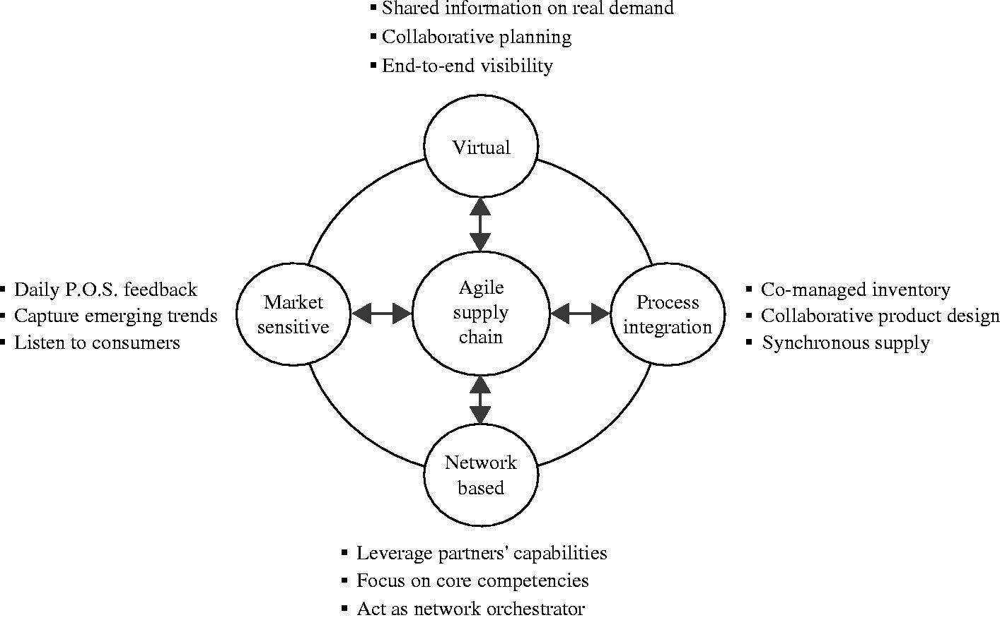 ▪ Shared information on real demand
▪ Collaborative planning
▪ End-to-end visibility
Virtual
▪ Daily P.O.S. feedback
▪ Capture emerging trends
▪ Listen to consumers
Market
sensitive
Agile
supply
chain
Process
integration
▪ Co-managed inventory
▪ Collaborative product design
▪ Synchronous supply
Network
based
▪ Leverage partners' capabilities
▪ Focus on core competencies
▪ Act as network orchestrator